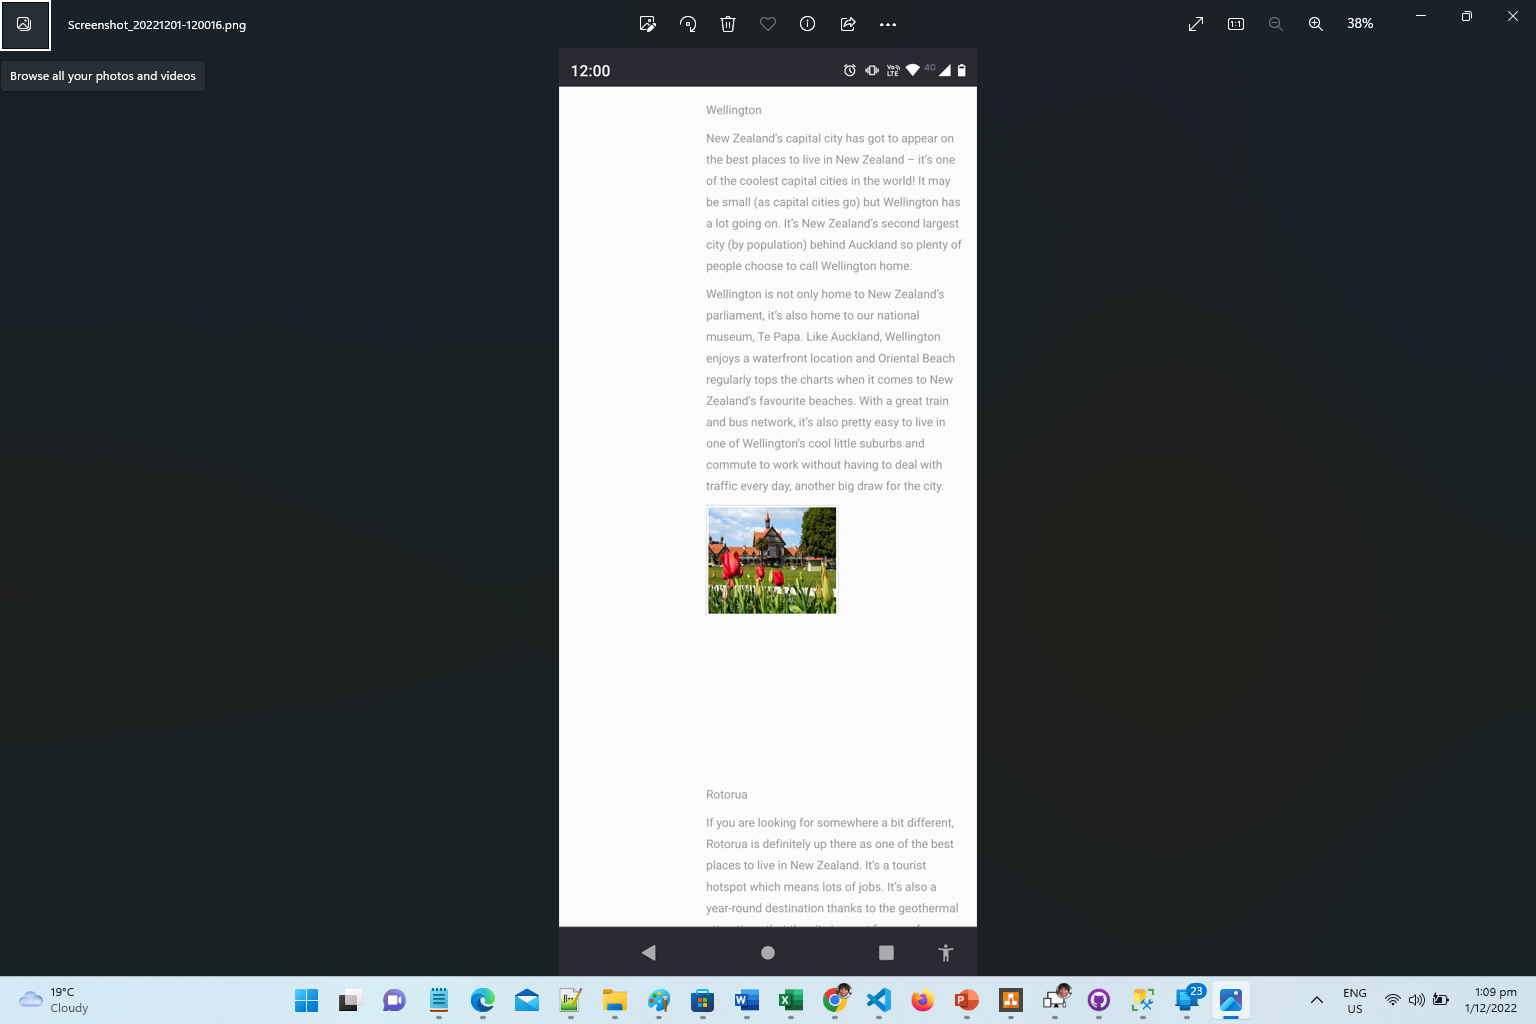 Screenshot_20221201-120016.png
38%
Browse all your photos and videos
12:00
Vo
LTE
4G
Wellington
New Zealand's capital city has got to appear on
the best places to live in New Zealand – it's one
of the coolest capital cities in the world! It may
be small (as capital cities go) but Wellington has
a lot going on. It's New Zealand's second largest
city (by population) behind Auckland so plenty of
people choose to call Wellington home.
Wellington is not only home to New Zealand's
parliament, it's also home to our national
museum, Te Papa. Like Auckland, Wellington
enjoys a waterfront location and Oriental Beach
regularly tops the charts when it comes to New
Zealand's favourite beaches. With a great train
and bus network, it's also pretty easy to live in
one of Wellington's cool little suburbs and
commute to work without having to deal with
traffic every day, another big draw for the city.
Rotorua
If you are looking for somewhere a bit different,
Rotorua is definitely up there as one of the best
places to live in New Zealand. It's a tourist
hotspot which means lots of jobs. It's also a
year-round destination thanks to the geothermal
19°C
Cloudy
23
ENG
US
1:09 pm
1/12/2022